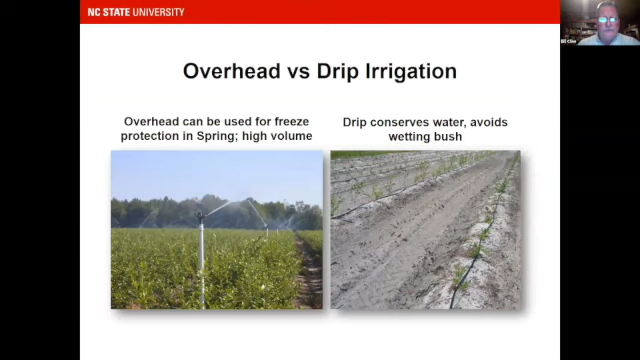 NC STATE UNIVERSITY
Overhead vs Drip Irrigation
Overhead can be used for freeze
protection in Spring; high volume
Drip conserves water, avoids
wetting bush